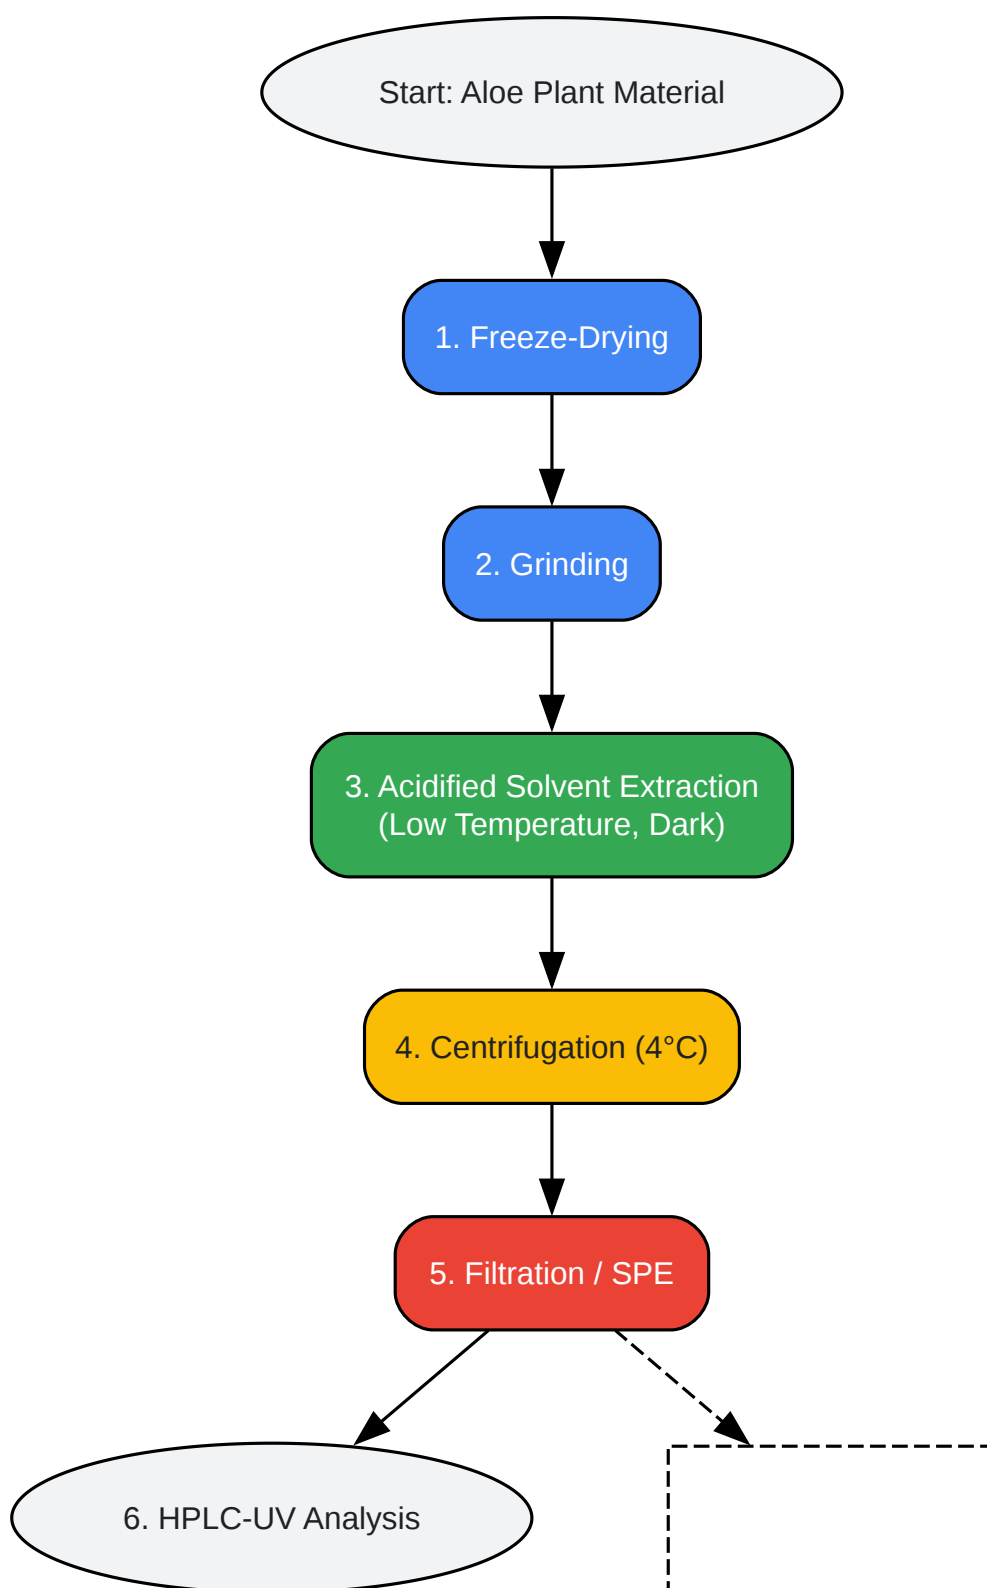 Start: Aloe Plant Material
1. Freeze-Drying
2. Grinding
3. Acidified Solvent Extraction
(Low Temperature, Dark)
4. Centrifugation (4°C)
5. Filtration / SPE
6. HPLC-UV Analysis